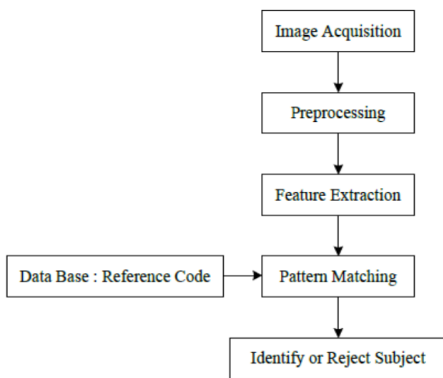 Image Acquisition
Preprocessing
Feature Extraction
Data Base : Reference Code
Pattern Matching
Identify or Reject Subject